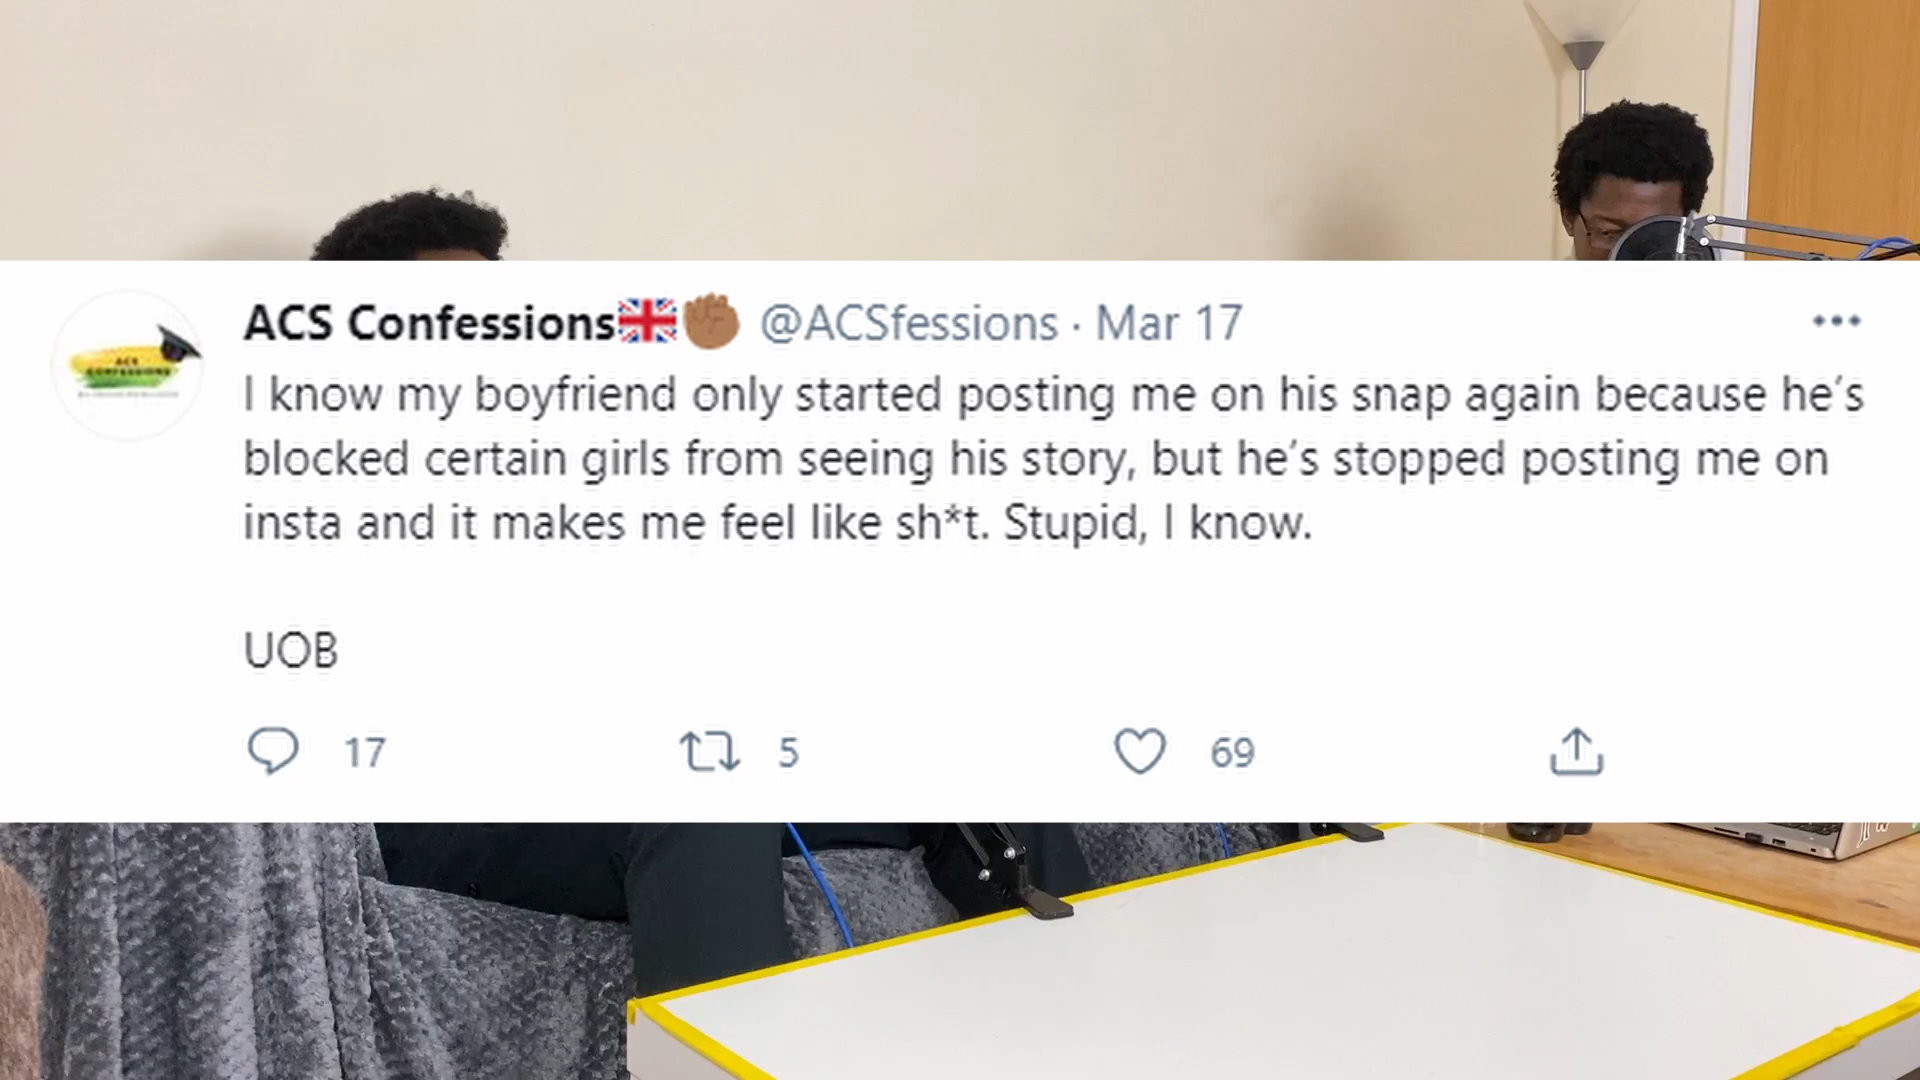 ACS Confessions🇬🇧✊🏾 @ACSfessions · Mar 17
I know my boyfriend only started posting me on his snap again because he's
blocked certain girls from seeing his story, but he's stopped posting me on
insta and it makes me feel like sh*t. Stupid, I know.
UOB
17 5 69
ACS
CONFESSIONS